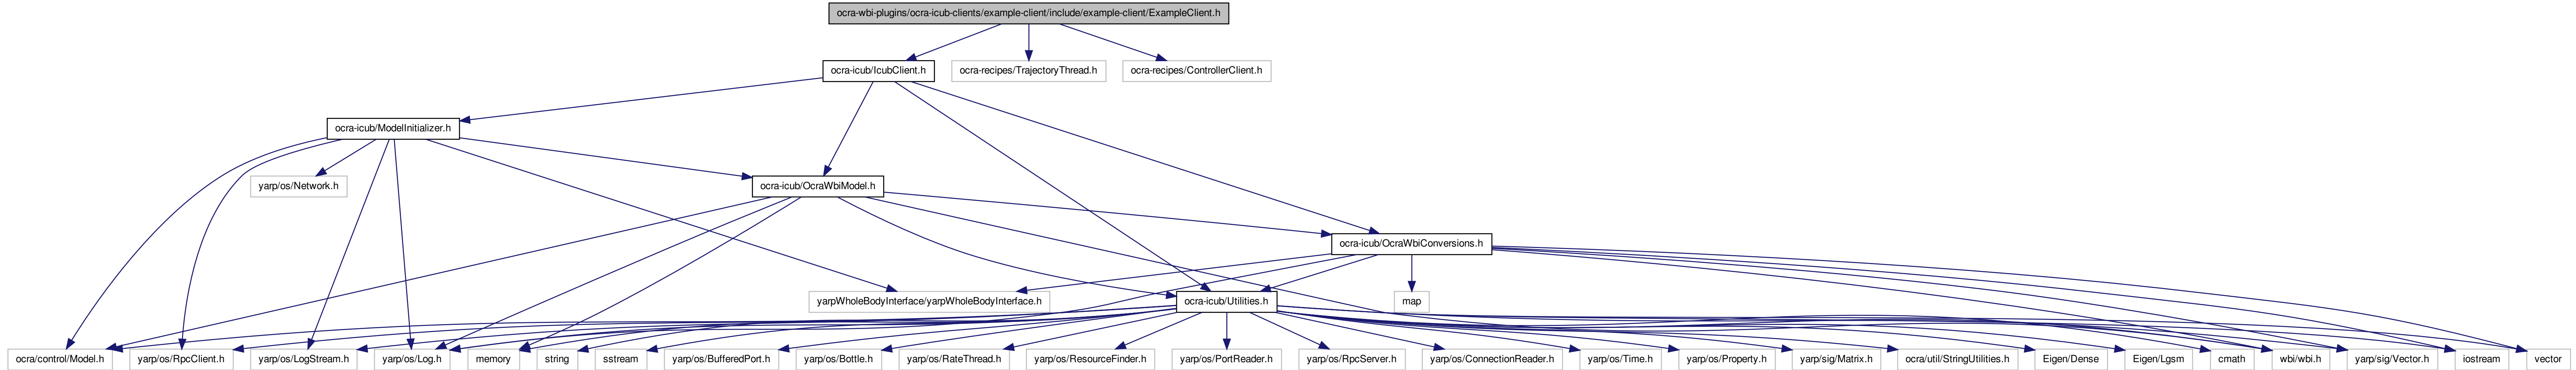 ocra-wbi-plugins/ocra-icub-clients/example-client/include/example-client/ExampleClient.h
ocra-icub/IcubClient.h
ocra-recipes/TrajectoryThread.h
ocra-recipes/ControllerClient.h
ocra-icub/ModelInitializer.h
yarp/os/Network.h
ocra-icub/OcraWbiModel.h
ocra-icub/OcraWbiConversions.h
yarpWholeBodyInterface/yarpWholeBodyInterface.h
ocra-icub/Utilities.h
map
ocra/control/Model.h
yarp/os/RpcClient.h
yarp/os/LogStream.h
yarp/os/Log.h
memory
string
sstream
yarp/os/BufferedPort.h
yarp/os/Bottle.h
yarp/os/RateThread.h
yarp/os/ResourceFinder.h
yarp/os/PortReader.h
yarp/os/RpcServer.h
yarp/os/ConnectionReader.h
yarp/os/Time.h
yarp/os/Property.h
yarp/sig/Matrix.h
ocra/util/StringUtilities.h
Eigen/Dense
Eigen/Lgsm
cmath
wbi/wbi.h
yarp/sig/Vector.h
iostream
vector